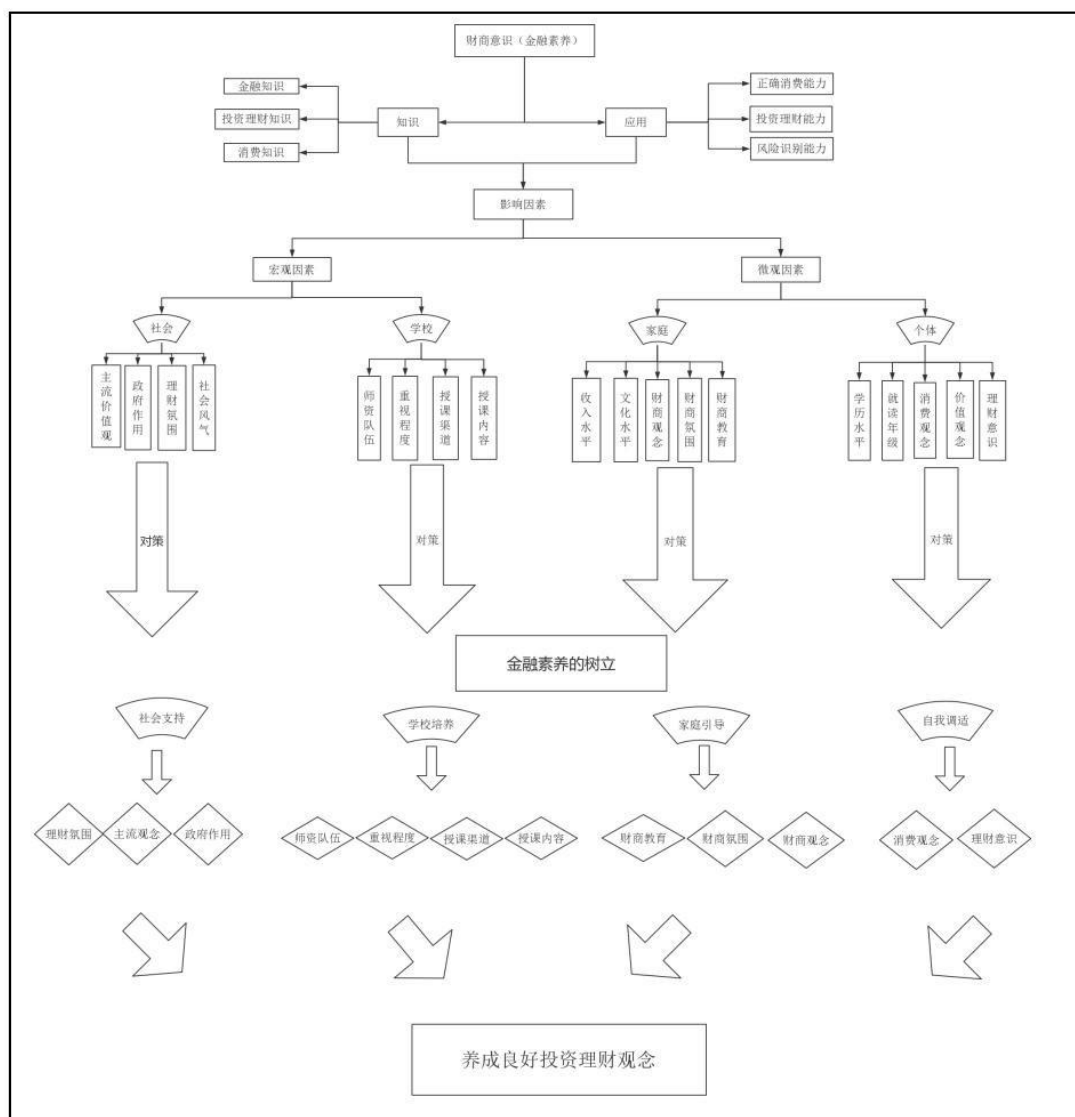 财商意识（金融素养）
金融知识
投资理财知识
消费知识
知识
应用
正确消费能力
投资理财能力
风险识别能力
影响因素
宏观因素
微观因素
社会
学校
家庭
个体
主流价值观
政府作用
理财氛围
社会风气
师资队伍
重视程度
授课渠道
授课内容
收入水平
文化水平
财商观念
财商氛围
财商教育
学历水平
就读年级
消费观念
价值观念
理财意识
对策
对策
对策
对策
金融素养的树立
社会支持
学校培养
家庭引导
自我调适
理财氛围
主流观念
政府作用
师资队伍
重视程度
授课渠道
授课内容
财商教育
财商氛围
财商观念
消费观念
理财意识
养成良好投资理财观念